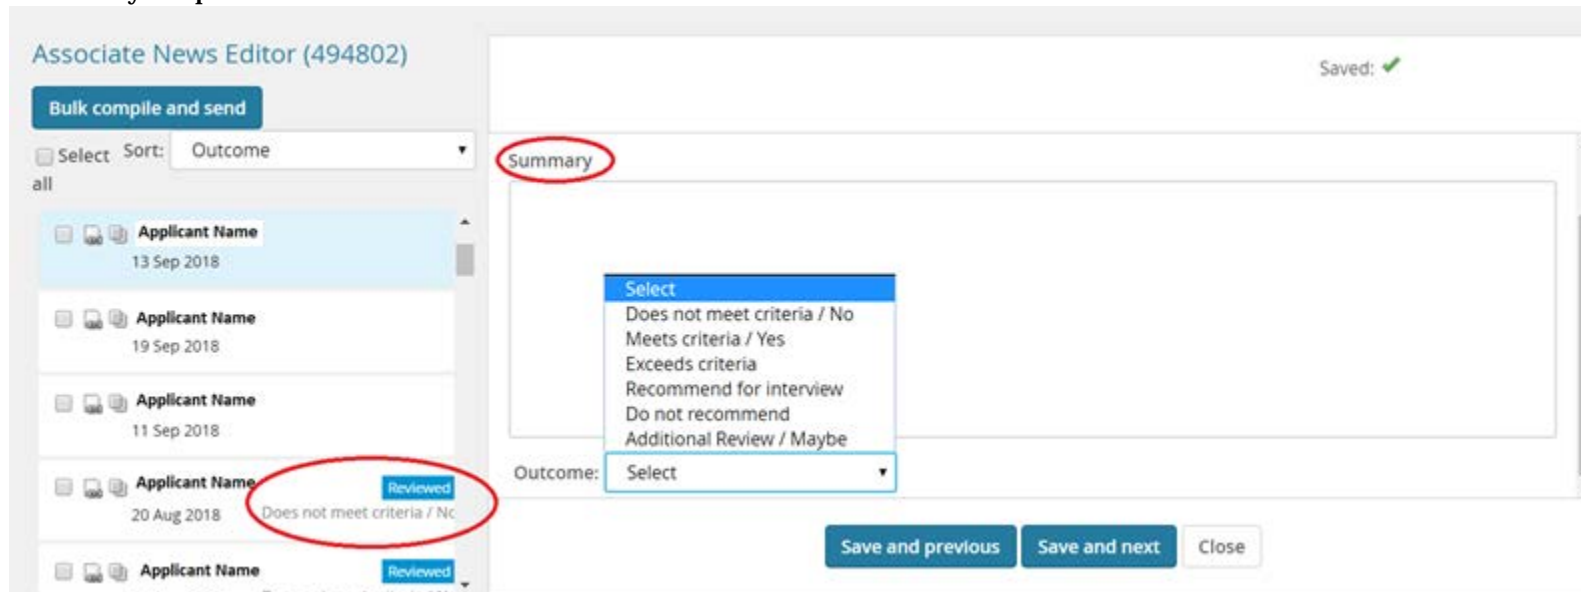 Associate News Editor (494802)
Bulk compile and send
Select all
Sort: Outcome
Applicant Name
13 Sep 2018
Applicant Name
19 Sep 2018
Applicant Name
11 Sep 2018
Applicant Name
Reviewed
20 Aug 2018
Does not meet criteria / No
Applicant Name
Reviewed
Saved:
Summary
Select
Does not meet criteria / No
Meets criteria / Yes
Exceeds criteria
Recommend for interview
Do not recommend
Additional Review / Maybe
Outcome: Select
Save and previous
Save and next
Close